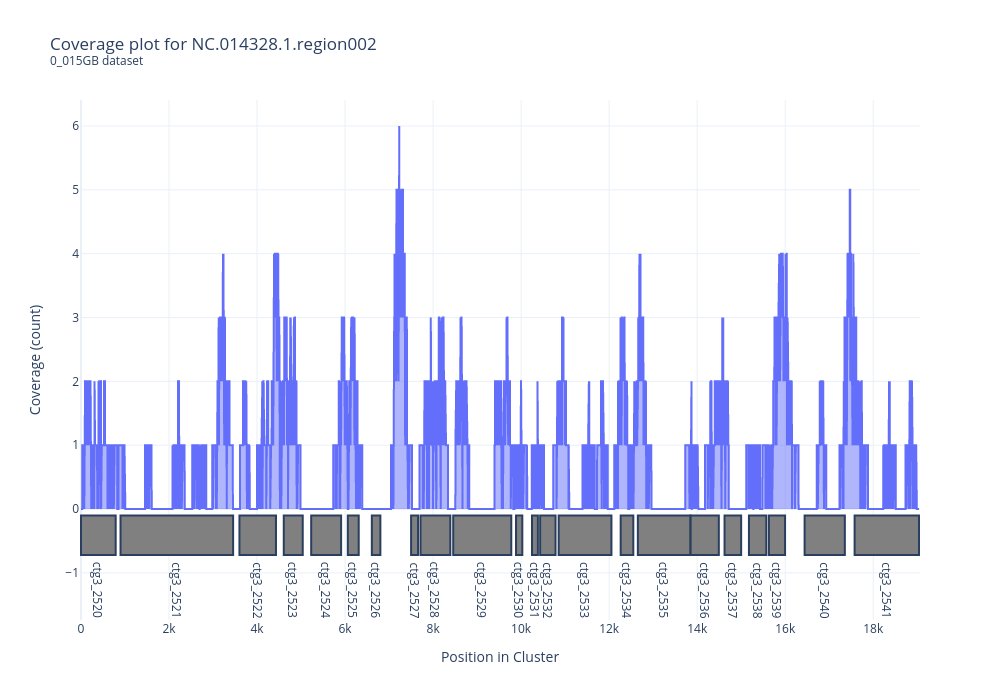 Coverage plot for NC.014328.1.region002
0_015GB dataset
Coverage (count)
6
5
4
3
2
1
0
−1
ctg3_2520
ctg3_2521
ctg3_2522
ctg3_2523
ctg3_2524
ctg3_2525
ctg3_2526
ctg3_2527
ctg3_2528
ctg3_2529
ctg3_2530
ctg3_2531
ctg3_2532
ctg3_2533
ctg3_2534
ctg3_2535
ctg3_2536
ctg3_2537
ctg3_2538
ctg3_2539
ctg3_2540
ctg3_2541
0 2k 4k 6k 8k 10k 12k 14k 16k 18k
Position in Cluster